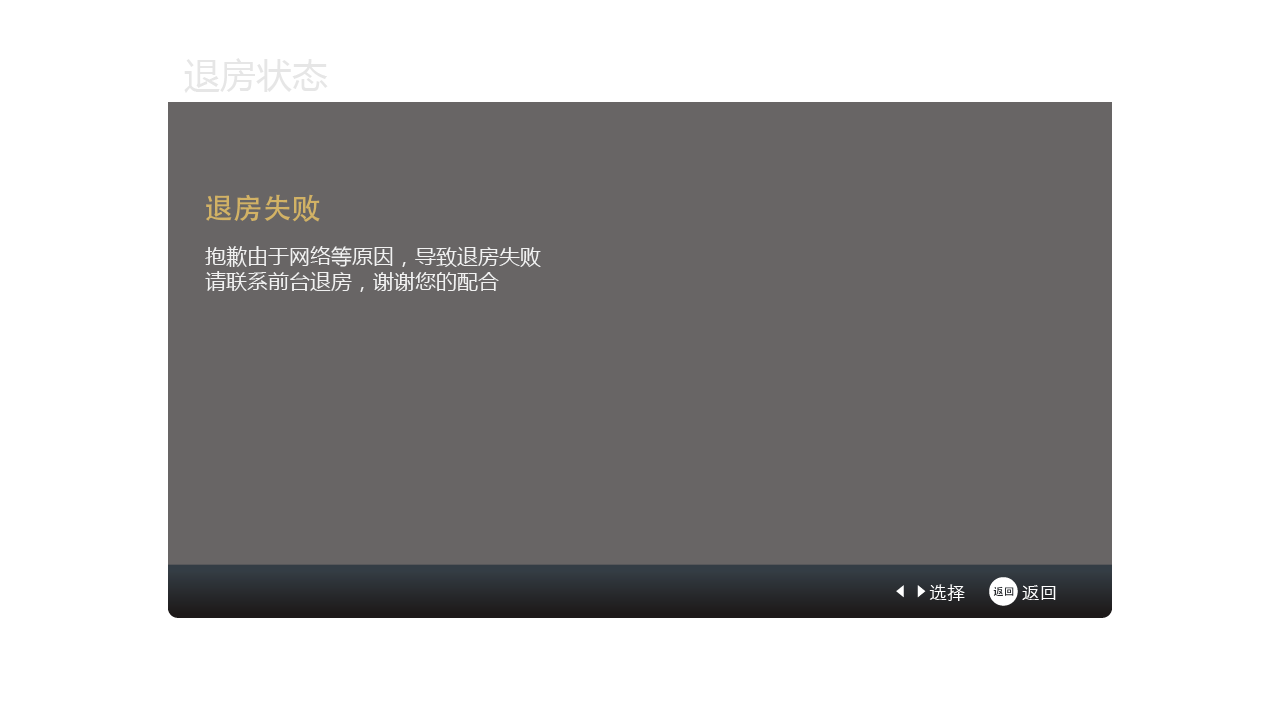 退房状态
退房失败
抱歉由于网络等原因，导致退房失败
请联系前台退房，谢谢您的配合
选择 返回 返回